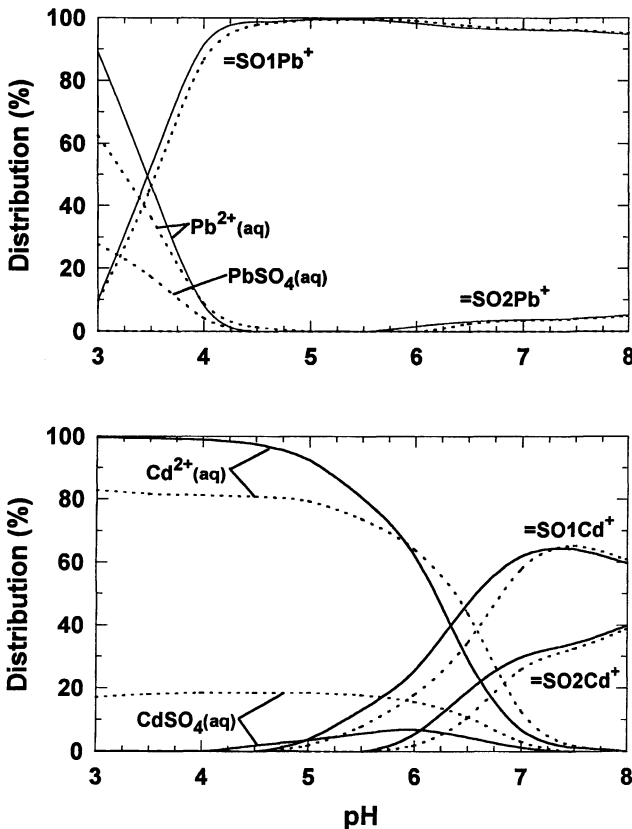 100
80
60
40
20
0
Distribution (%)
=SO1Pb⁺
Pb²⁺(aq)
PbSO₄(aq)
=SO2Pb⁺
3 4 5 6 7 8
100
80
60
40
20
0
Distribution (%)
Cd²⁺(aq)
=SO1Cd⁺
=SO2Cd⁺
CdSO₄(aq)
3 4 5 6 7 8
pH